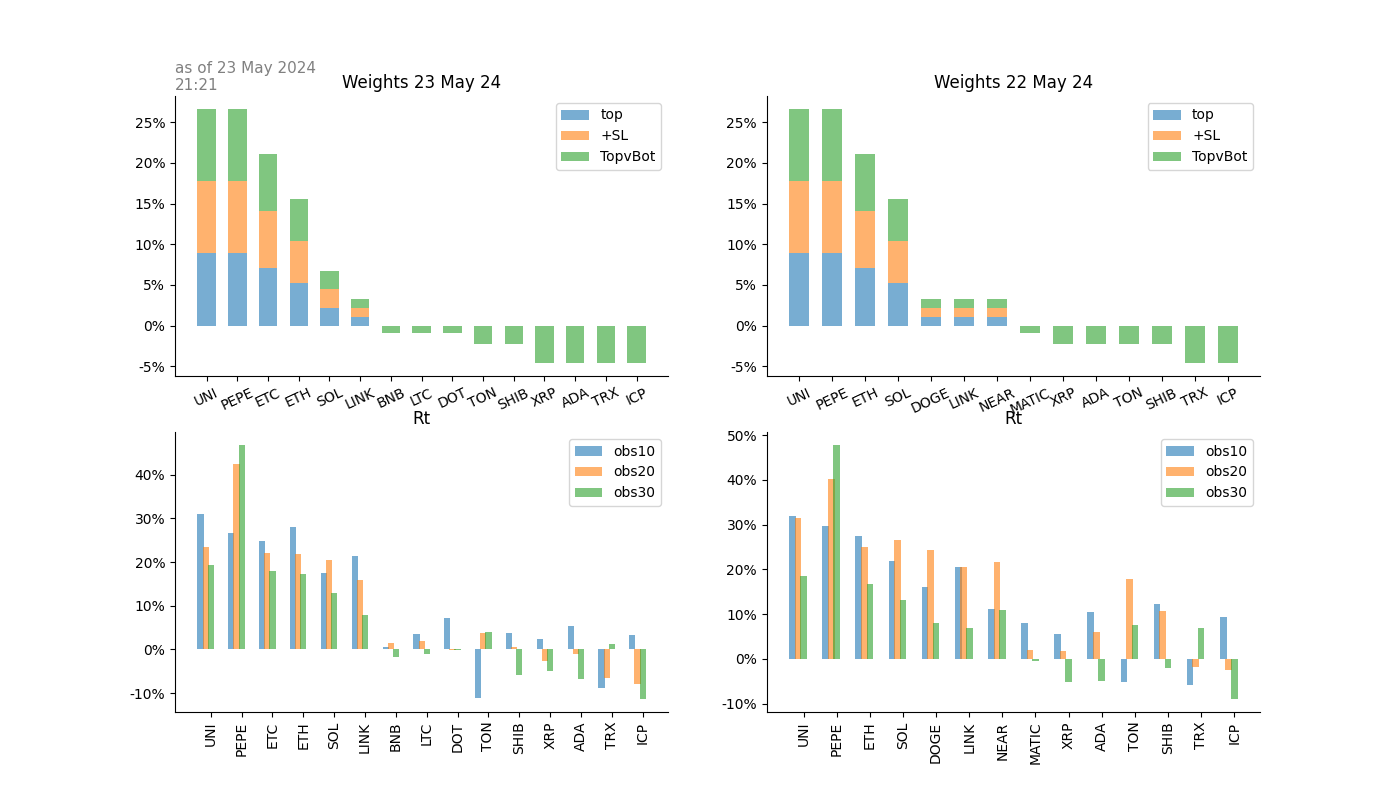 as of 23 May 2024
21:21
Weights 23 May 24
25%
20%
15%
10%
5%
0%
-5%
top
+SL
TopvBot
UNI PEPE ETC ETH SOL LINK BNB LTC DOT TON SHIB XRP ADA TRX ICP
Weights 22 May 24
25%
20%
15%
10%
5%
0%
-5%
top
+SL
TopvBot
UNI PEPE ETH SOL DOGE LINK NEAR MATIC XRP ADA TON SHIB TRX ICP
Rt
40%
30%
20%
10%
0%
-10%
obs10
obs20
obs30
UNI PEPE ETC ETH SOL LINK BNB LTC DOT TON SHIB XRP ADA TRX ICP
Rt
50%
40%
30%
20%
10%
0%
-10%
obs10
obs20
obs30
UNI PEPE ETH SOL DOGE LINK NEAR MATIC XRP ADA TON SHIB TRX ICP